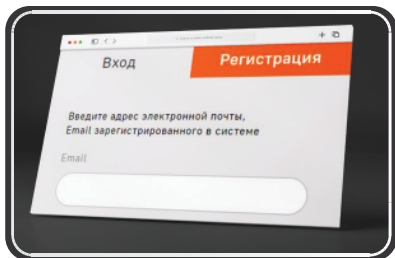 Вход
Регистрация
Введите адрес электронной почты,
Email зарегистрированного в системе
Email